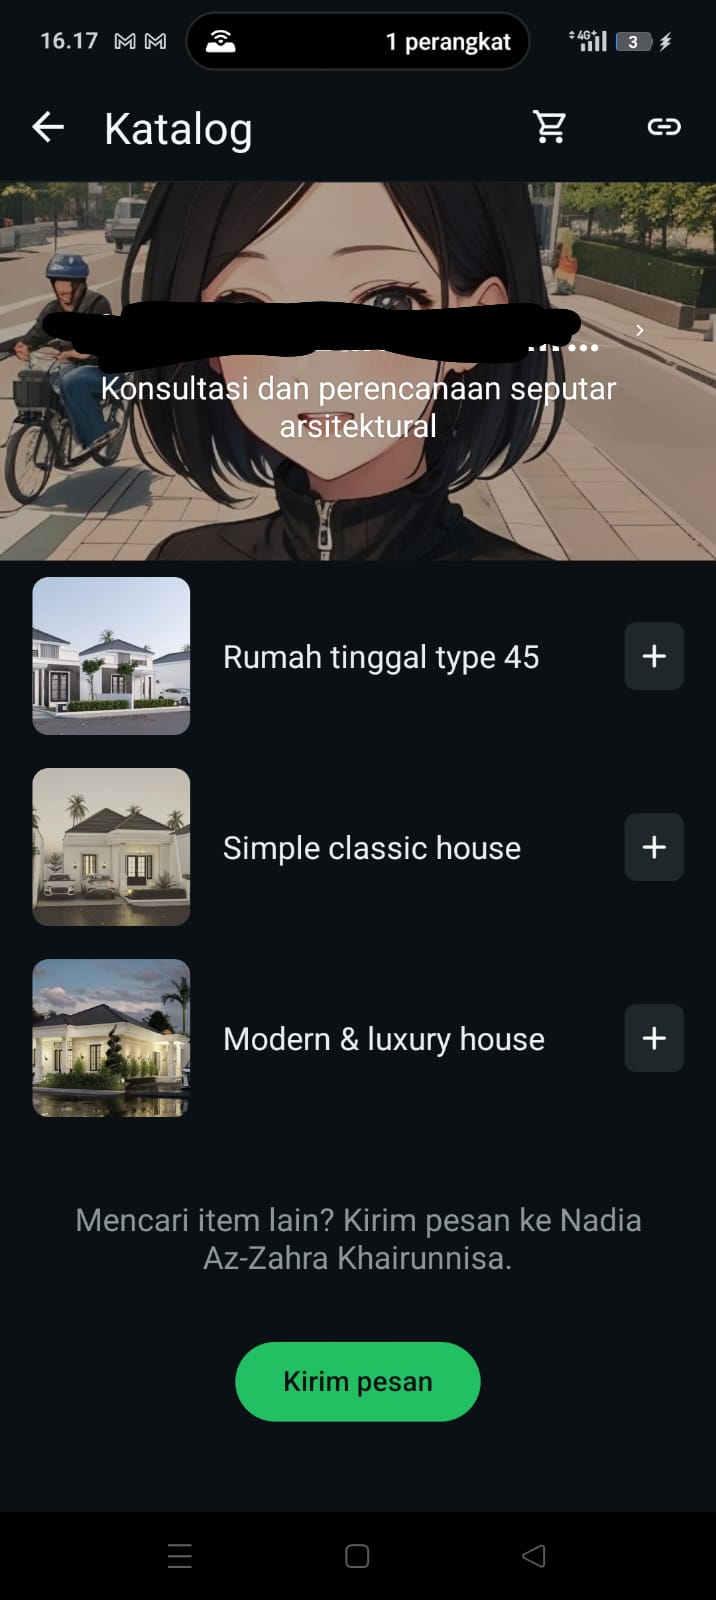 16.17
1 perangkat
4G+
3
Katalog
Konsultasi dan perencanaan seputar
arsitektural
Rumah tinggal type 45
Simple classic house
Modern & luxury house
Mencari item lain? Kirim pesan ke Nadia
Az-Zahra Khairunnisa.
Kirim pesan